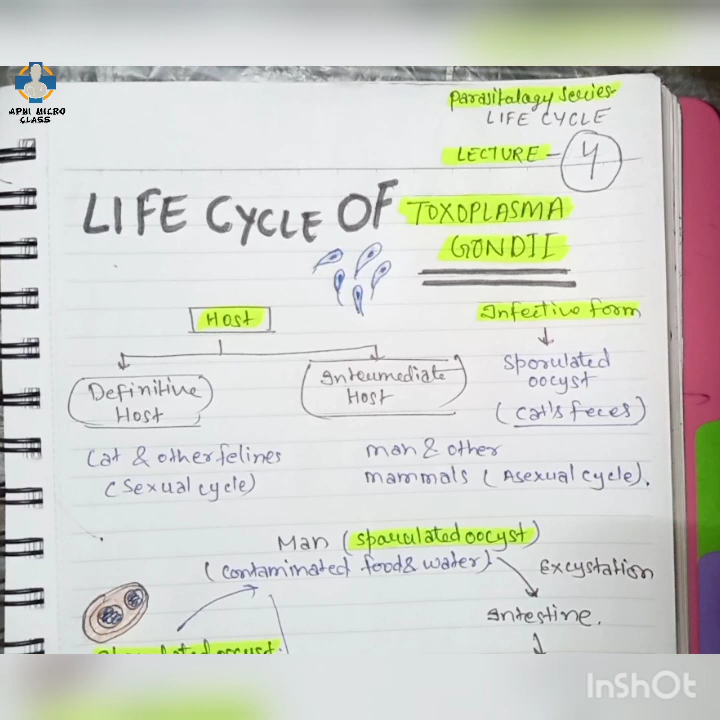 APNI MICRO
CLASS
Parasitology series
LIFE CYCLE
LECTURE - 4
LIFE CYCLE OF TOXOPLASMA
GONDII
HOST
Infective form
Definitive
Host
Intermediate
Host
Sporulated
oocyst
(Cat's feces)
Cat & other felines
(Sexual cycle)
Man & other
mammals (Asexual cycle).
Man (sporulated oocyst)
(contaminated food & water)
Excystation
Intestine.
oocyst.
InShOt